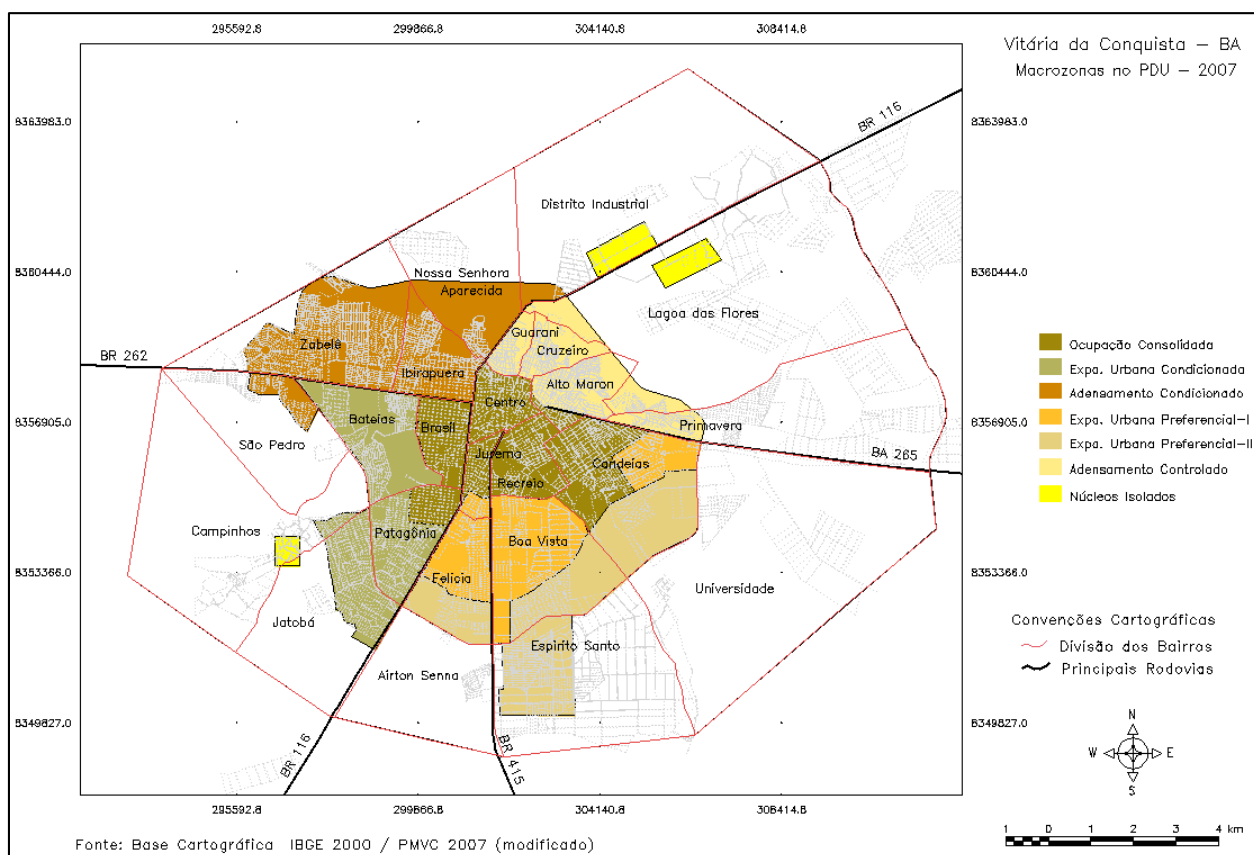 295592.8 299866.8 304140.8 308414.8
Vitária da Conquista – BA
Macrozonas no PDU – 2007
8363983.0 8363983.0
BR 116
Distrito Industrial
8360444.0 8360444.0
Nossa Senhora
Aparecida
Lagoa das Flores
Guarani
Zabelê
Cruzeiro
BR 262
Ibirapuera
Alto Maron
Centro
8356905.0 8356905.0
Bateias
Brasil
Primavera
São Pedro
Jurema
Candeias
BA 265
Recreio
Campinhos
Patagônia
Boa Vista
8353366.0 8353366.0
Felicia
Universidade
Jatobá
Espirito Santo
Airton Senna
8349827.0 8349827.0
BR 116
BR 415
295592.8 299866.8 304140.8 308414.8
Ocupação Consolidada
Expa. Urbana Condicionada
Adensamento Condicionado
Expa. Urbana Preferencial-I
Expa. Urbana Preferencial-II
Adensamento Controlado
Núcleos Isolados
Convenções Cartográficas
Divisão dos Bairros
Principais Rodovias
N
W E
S
1 0 1 2 3 4 km
Fonte: Base Cartográfica IBGE 2000 / PMVC 2007 (modificado)